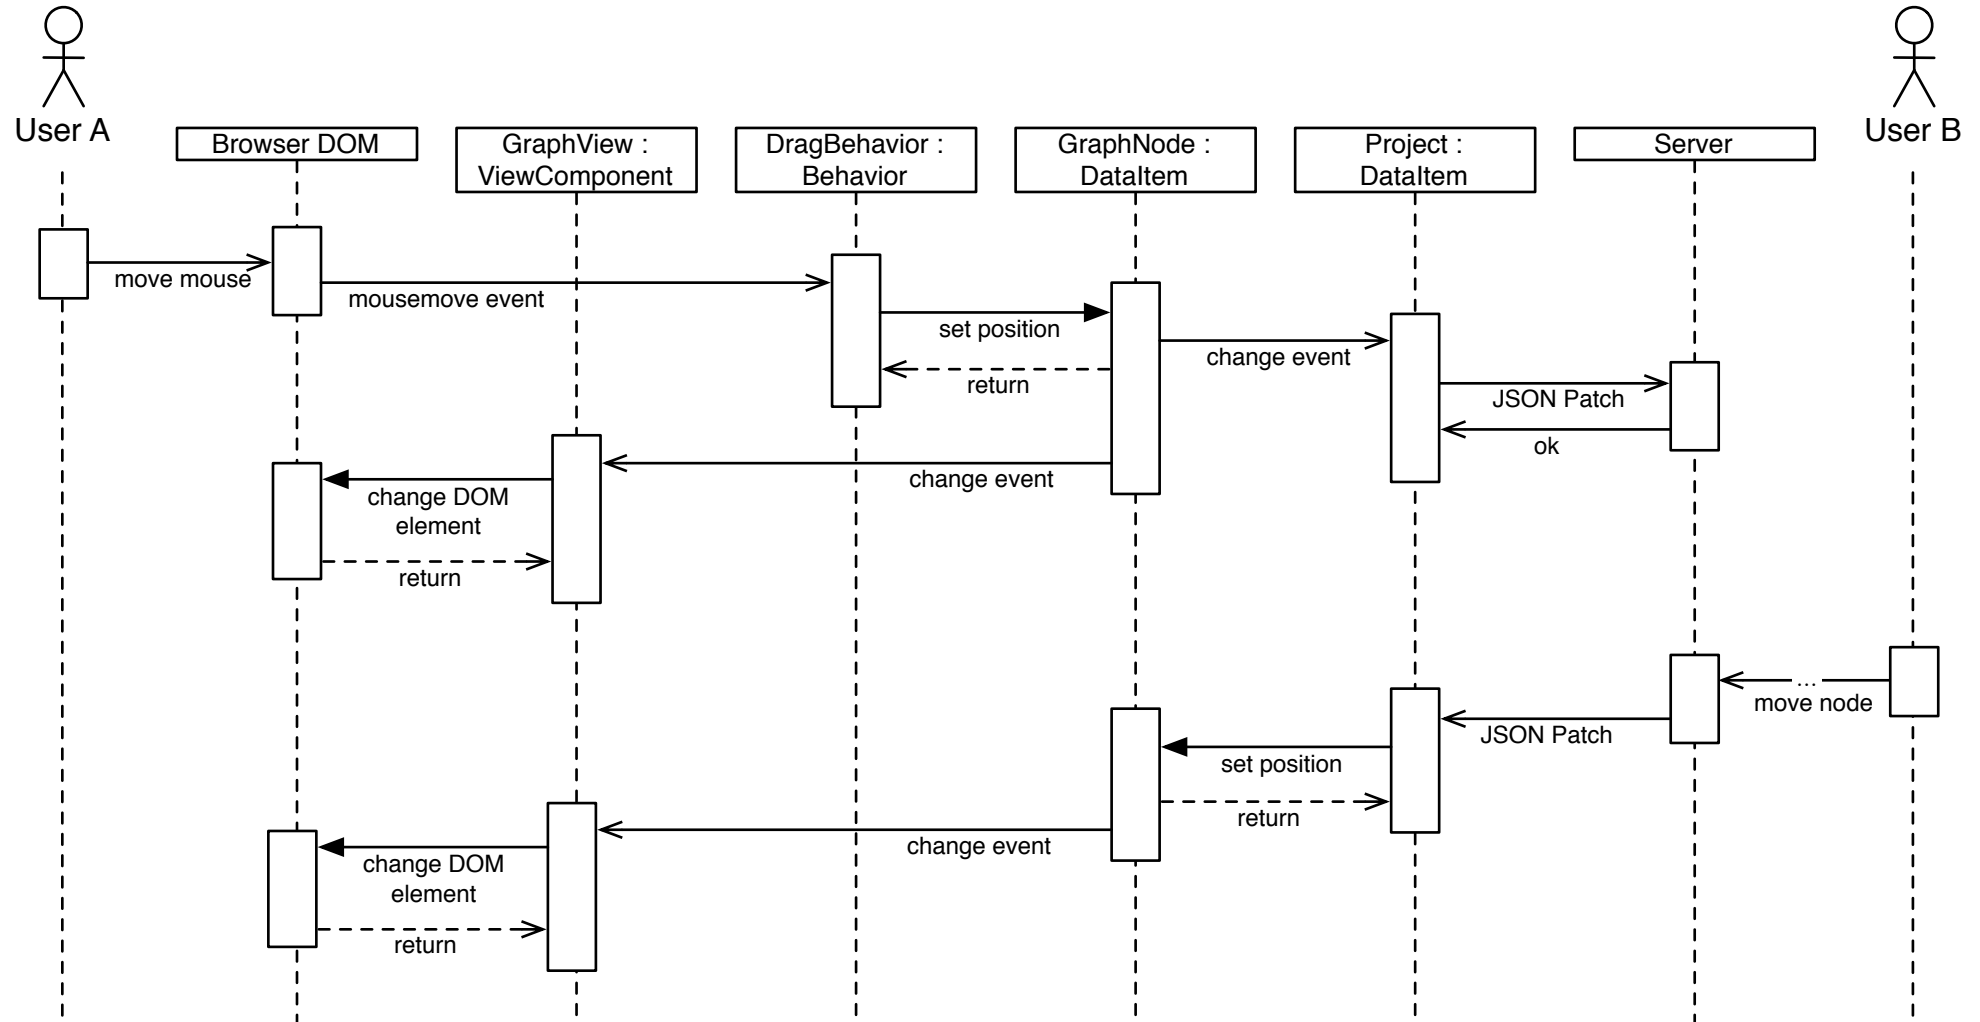 User A
Browser DOM
GraphView :
ViewComponent
DragBehavior :
Behavior
GraphNode :
DataItem
Project :
DataItem
Server
User B
move mouse
mousemove event
set position
change event
return
JSON Patch
ok
change event
change DOM
element
return
...
move node
JSON Patch
set position
return
change event
change DOM
element
return